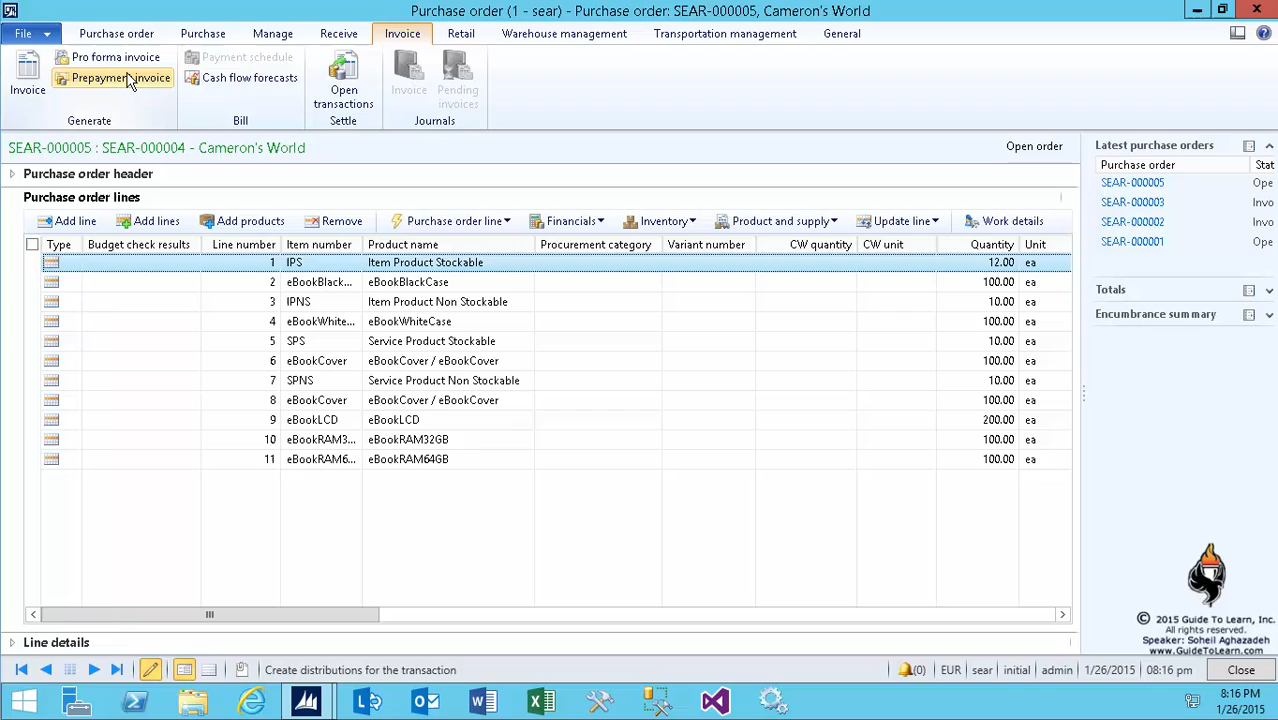 Purchase order (1 - sear) - Purchase order: SEAR-000005, Cameron's World
File Purchase order Purchase Manage Receive Invoice Retail Warehouse management Transportation management General
Invoice
Pro forma invoice
Prepayment invoice
Generate
Payment schedule
Cash flow forecasts
Bill
Open
transactions
Settle
Invoice
Pending
invoices
Journals
SEAR-000005 : SEAR-000004 - Cameron's World
Open order
Purchase order header
Purchase order lines
Add line Add lines Add products Remove Purchase order line Financials Inventory Product and supply Update line Work details
Type Budget check results Line number Item number Product name Procurement category Variant number CW quantity CW unit Quantity Unit
1 IPS Item Product Stockable 12.00 ea
2 eBookBlack... eBookBlackCase 100.00 ea
3 IPNS Item Product Non Stockable 10.00 ea
4 eBookWhite... eBookWhiteCase 100.00 ea
5 SPS Service Product Stockable 10.00 ea
6 eBookCover eBookCover / eBookCover 100.00 ea
7 SPNS Service Product Non Stockable 10.00 ea
8 eBookCover eBookCover / eBookCover 100.00 ea
9 eBookLCD eBookLCD 200.00 ea
10 eBookRAM3... eBookRAM32GB 100.00 ea
11 eBookRAM6... eBookRAM64GB 100.00 ea
Line details
Latest purchase orders
Purchase order Stat
SEAR-000005 Ope
SEAR-000003 Invo
SEAR-000002 Invo
SEAR-000001 Ope
Totals
Encumbrance summary
© 2015 Guide To Learn, Inc.
All rights reserved.
Speaker: Soheil Aghazadeh
www.GuideToLearn.com
Create distributions for the transaction
(0) EUR sear initial admin 1/26/2015 08:16 pm Close
8:16 PM
1/26/2015